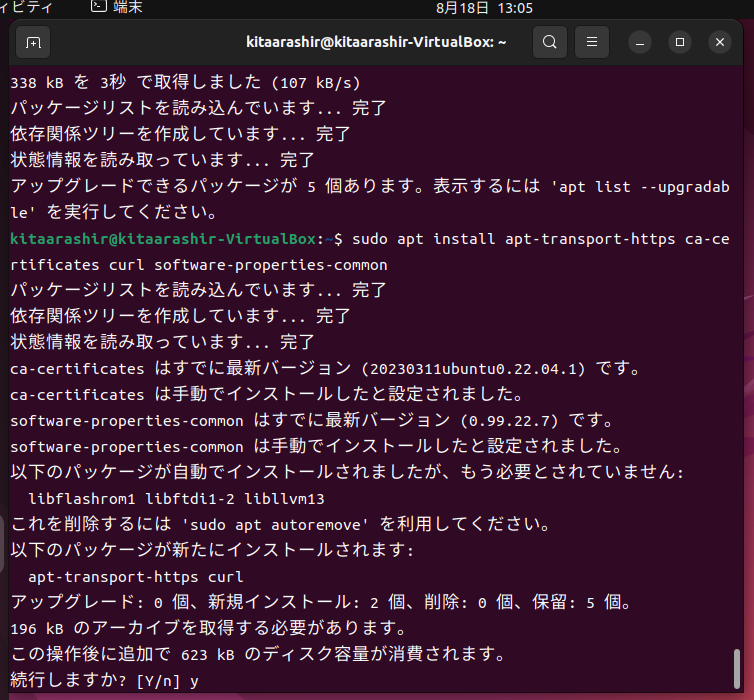 ィビティ
端末
8月18日 13:05
kitaarashir@kitaarashir-VirtualBox: ~
338 kB を 3秒 で取得しました (107 kB/s)
パッケージリストを読み込んでいます... 完了
依存関係ツリーを作成しています... 完了
状態情報を読み取っています... 完了
アップグレードできるパッケージが 5 個あります。表示するには 'apt list --upgradab
le' を実行してください。
kitaarashir@kitaarashir-VirtualBox:~$ sudo apt install apt-transport-https ca-ce
rtificates curl software-properties-common
パッケージリストを読み込んでいます... 完了
依存関係ツリーを作成しています... 完了
状態情報を読み取っています... 完了
ca-certificates はすでに最新バージョン (20230311ubuntu0.22.04.1) です。
ca-certificates は手動でインストールしたと設定されました。
software-properties-common はすでに最新バージョン (0.99.22.7) です。
software-properties-common は手動でインストールしたと設定されました。
以下のパッケージが自動でインストールされましたが、もう必要とされていません:
libflashrom1 libftdi1-2 libllvm13
これを削除するには 'sudo apt autoremove' を利用してください。
以下のパッケージが新たにインストールされます:
apt-transport-https curl
アップグレード: 0 個、新規インストール: 2 個、削除: 0 個、保留: 5 個。
196 kB のアーカイブを取得する必要があります。
この操作後に追加で 623 kB のディスク容量が消費されます。
続行しますか? [Y/n] y